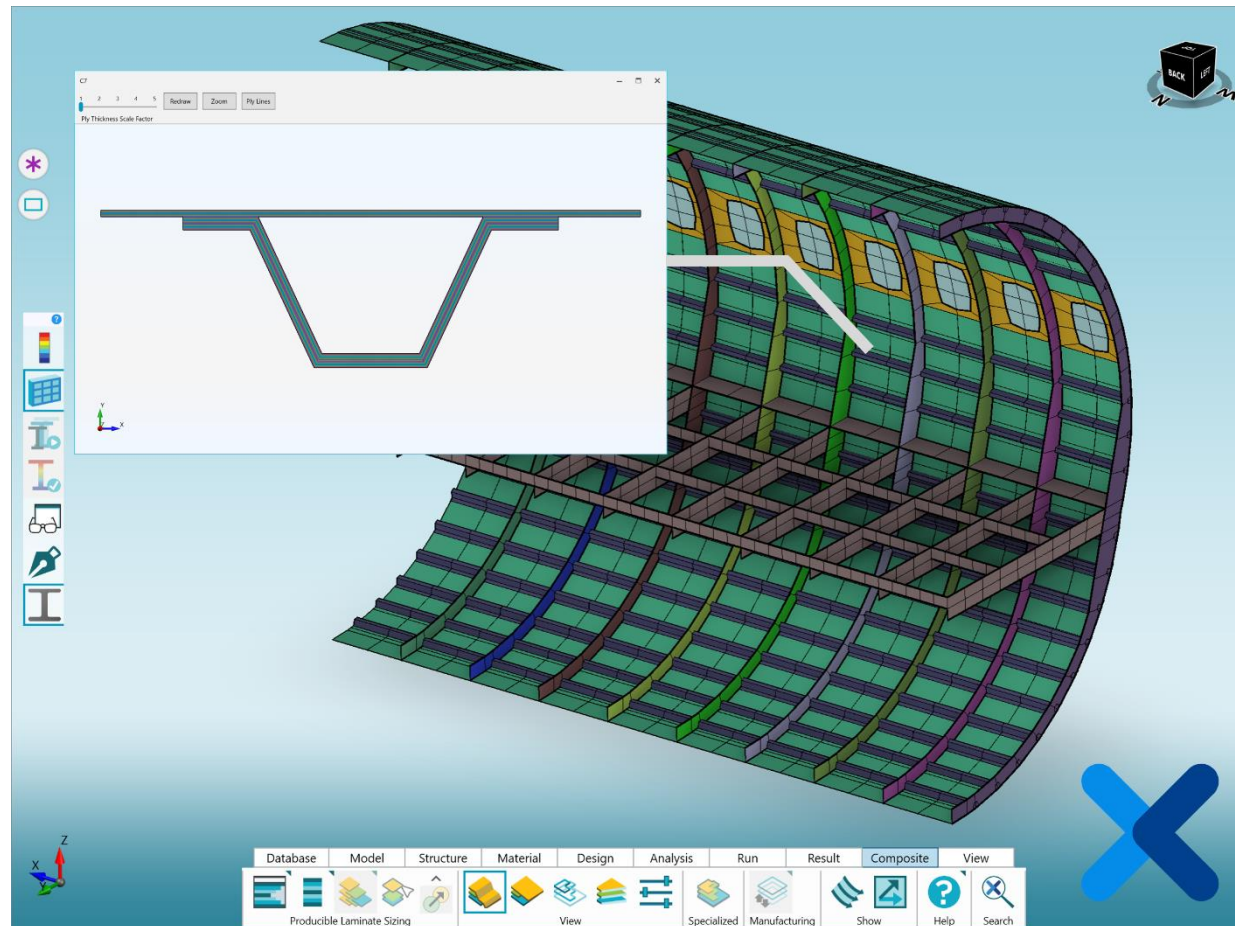 C7
1 2 3 4 5
Redraw Zoom Ply Lines
Ply Thickness Scale Factor
Y
X
BACK LEFT
N
Z
X
Database Model Structure Material Design Analysis Run Result Composite View
Producible Laminate Sizing View Specialized Manufacturing Show Help Search